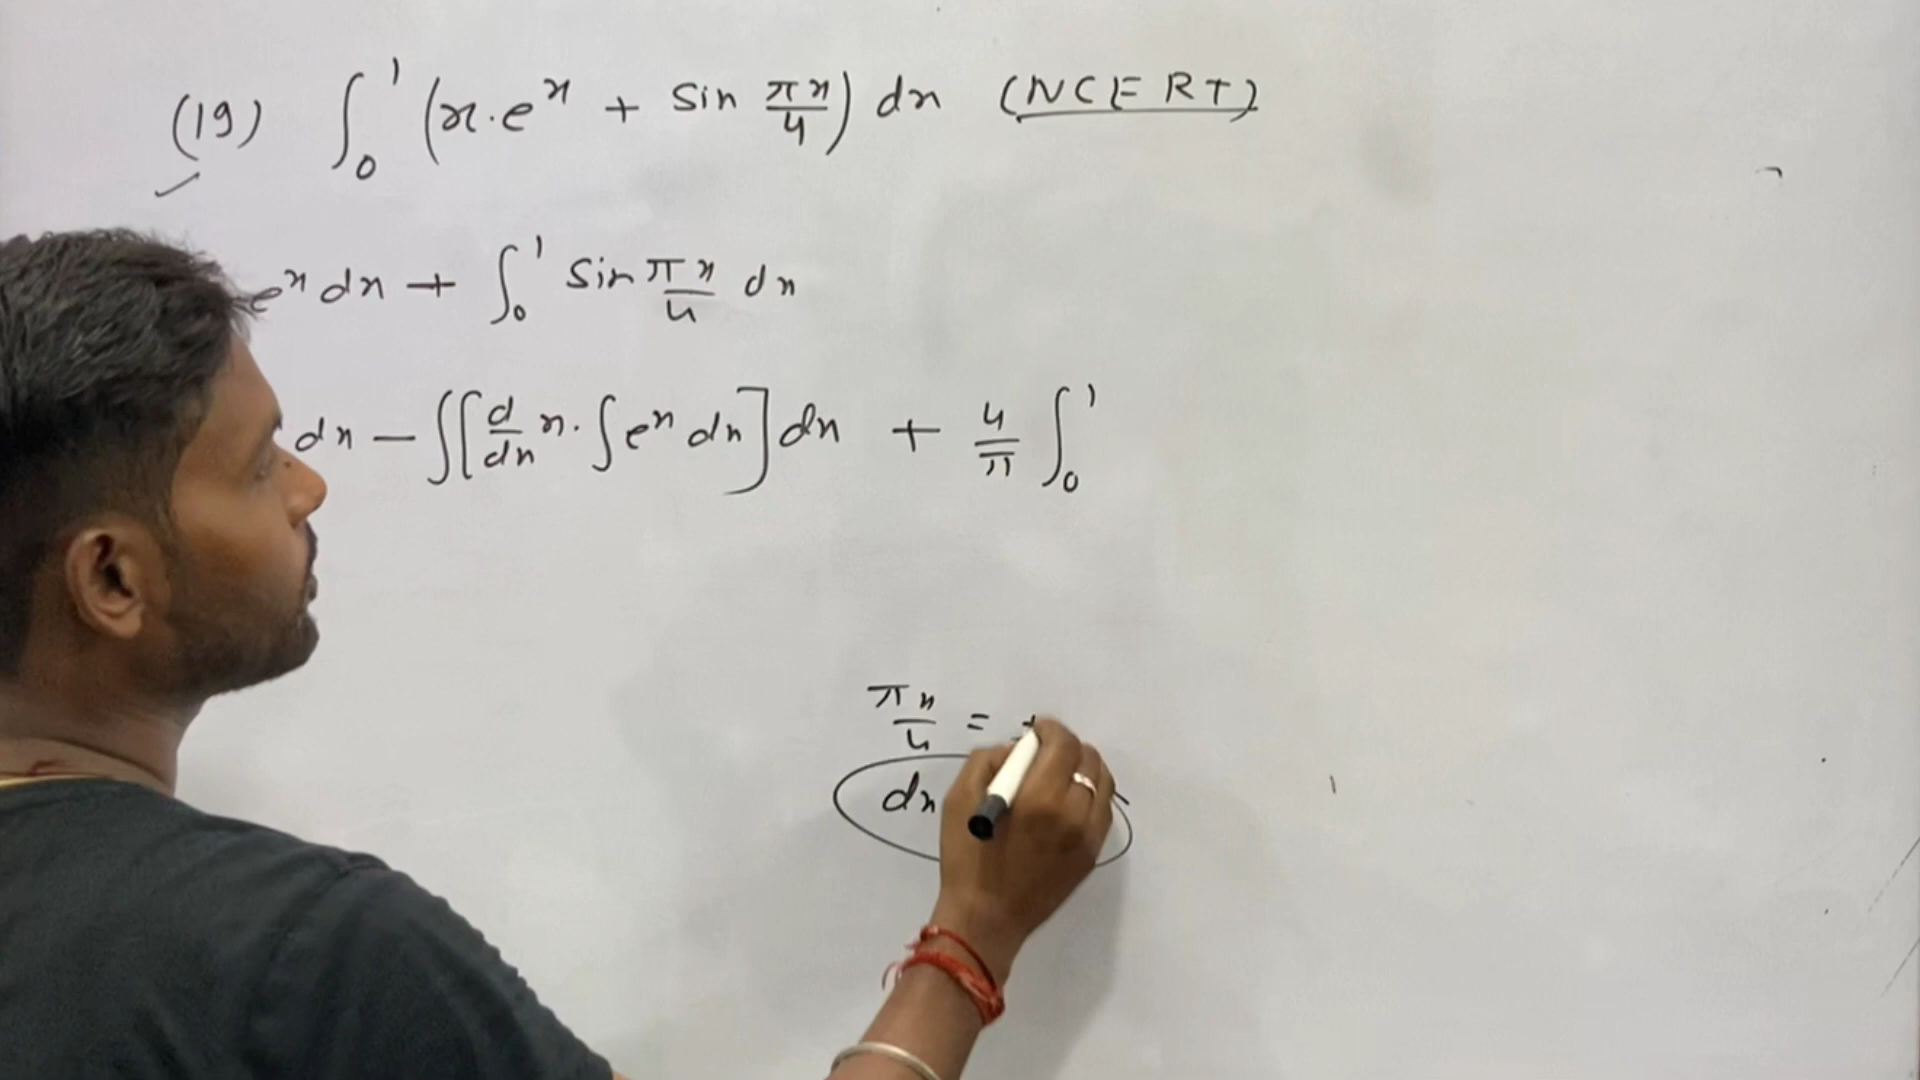 (19) ∫₀¹ (x.eˣ + sin πx/4) dx (NCERT)
eˣ dx + ∫₀¹ sin πx/4 dx
dx − ∫[d/dx x. ∫eˣ dx] dx + 4/π ∫₀¹
πx/4 =
dx